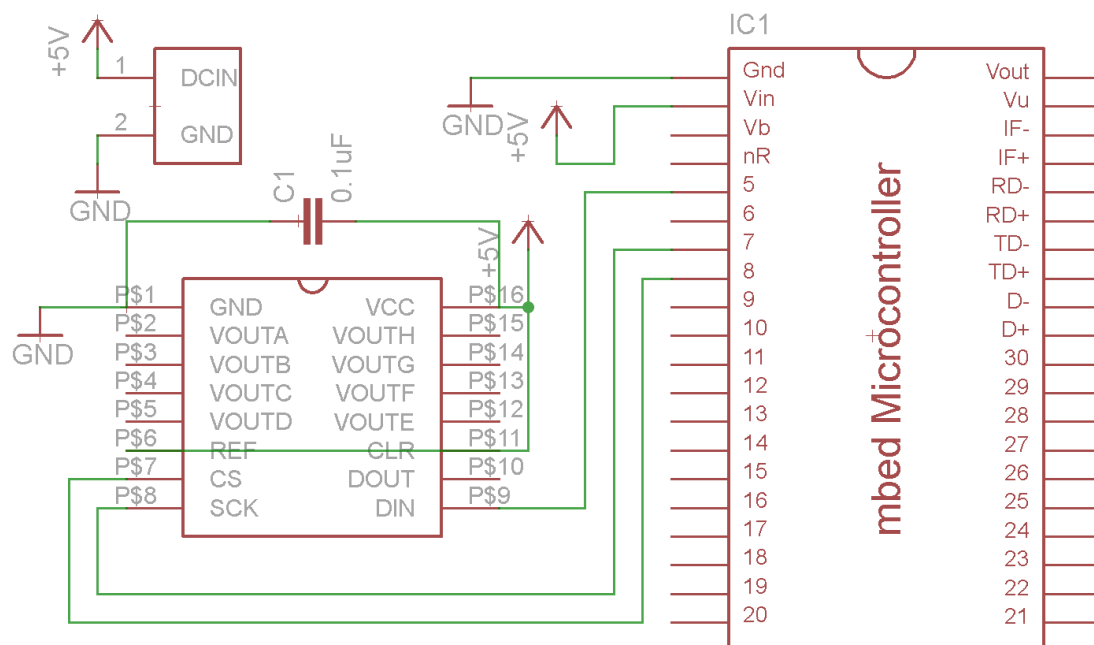 +5V
1
DCIN
2
GND
GND
C1
0.1uF
+5V
GND
P$1
GND
VCC
P$16
P$2
VOUTA
VOUTH
P$15
P$3
VOUTB
VOUTG
P$14
P$4
VOUTC
VOUTF
P$13
P$5
VOUTD
VOUTE
P$12
P$6
REF
CLR
P$11
P$7
CS
DOUT
P$10
P$8
SCK
DIN
P$9
IC1
GND
+5V
mbed Microcontroller
Gnd
Vout
Vin
Vu
Vb
IF-
nR
IF+
5
RD-
6
RD+
7
TD-
8
TD+
9
D-
10
D+
11
30
12
29
13
28
14
27
15
26
16
25
17
24
18
23
19
22
20
21